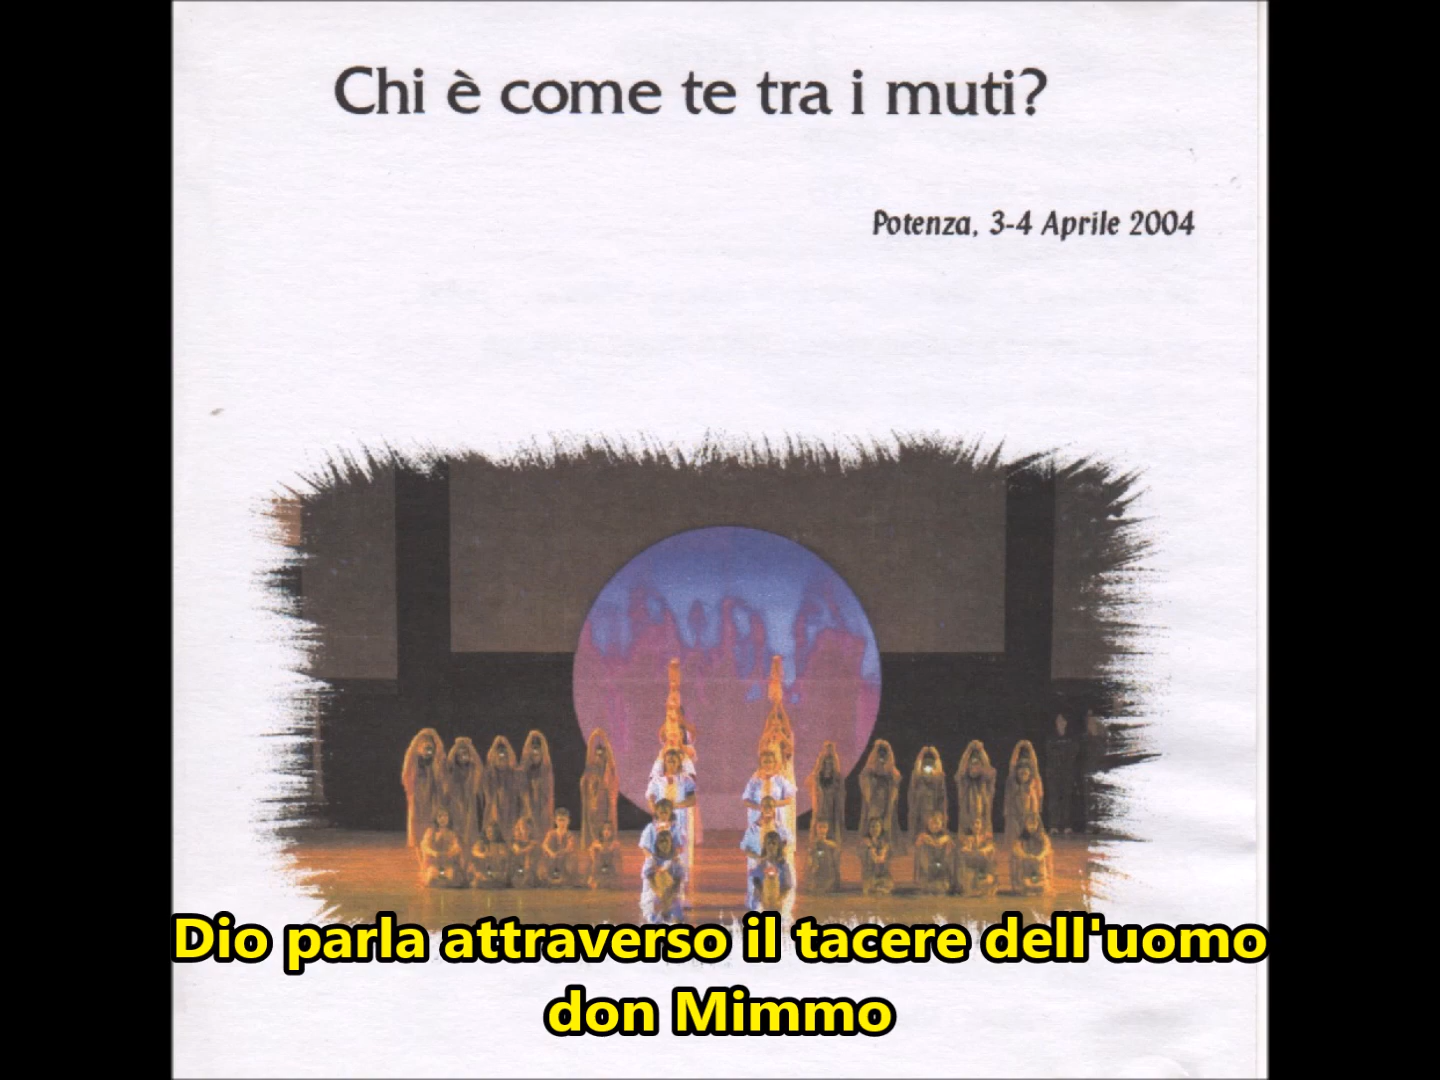 Chi è come te tra i muti?
Potenza, 3-4 Aprile 2004
Dio parla attraverso il tacere dell'uomo
don Mimmo